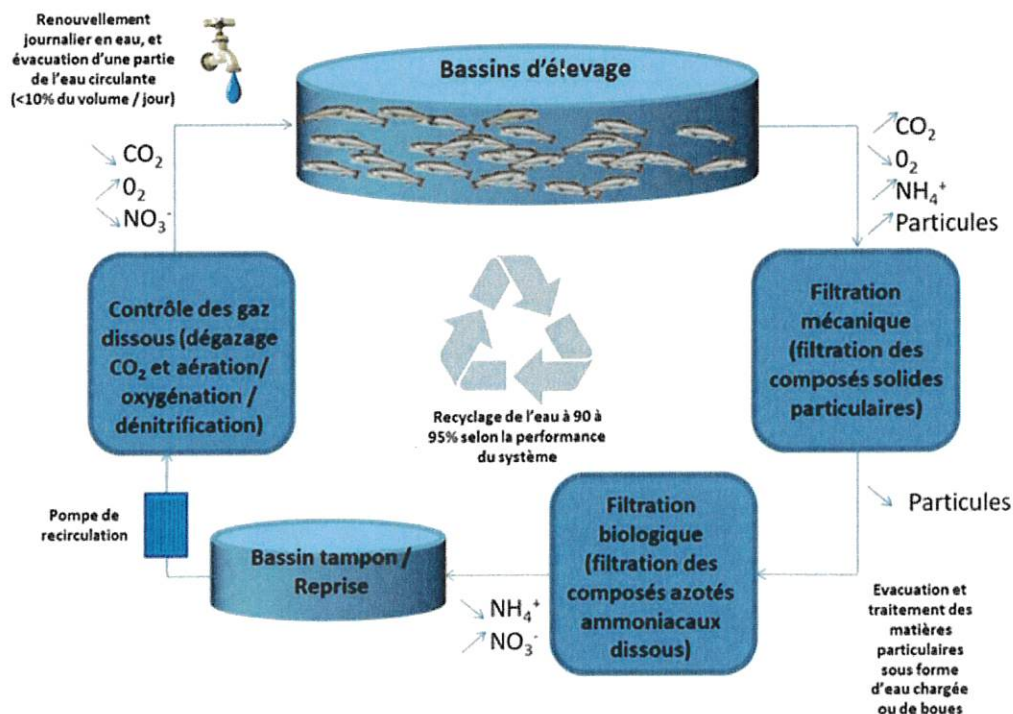 Renouvellement
journalier en eau, et
évacuation d'une partie
de l'eau circulante
(<10% du volume / jour)
Bassins d'élevage
↘ CO₂
↗ O₂
↘ NO₃⁻
↗ CO₂
↘ O₂
↗ NH₄⁺
↗ Particules
Contrôle des gaz
dissous (dégazage
CO₂ et aération/
oxygénation /
dénitrification)
Filtration
mécanique
(filtration des
composés solides
particulaires)
Recyclage de l'eau à 90 à
95% selon la performance
du système
↘ Particules
Pompe de
recirculation
Bassin tampon /
Reprise
Filtration
biologique
(filtration des
composés azotés
ammoniacaux
dissous)
↘ NH₄⁺
↗ NO₃⁻
Evacuation et
traitement des
matières
particulaires
sous forme
d'eau chargée
ou de boues